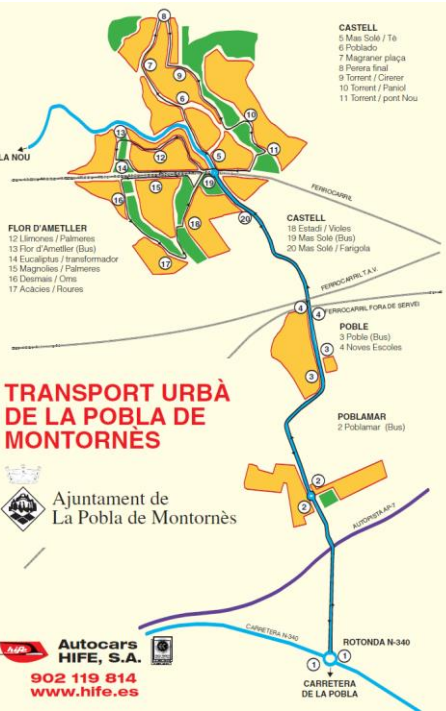 CASTELL
5 Mas Solé / Tè
6 Poblado
7 Magraner plaça
8 Perera final
9 Torrent / Cirerer
10 Torrent / Paniol
11 Torrent / pont Nou
8
7
9
6
10
13
12
5
11
LA NOU
14
15
19
FERROCARRIL
16
18
20
17
FLOR D'AMETLLER
12 Llimones / Palmeres
13 Flor d'Ametller (Bus)
14 Eucaliptus / transformador
15 Magnolies / Palmeres
16 Desmais / Oms
17 Acàcies / Roures
CASTELL
18 Estadi / Violes
19 Mas Solé (Bus)
20 Mas Solé / Farigola
FERROCARRIL T.A.V.
FERROCARRIL FORA DE SERVEI
4
4
POBLE
3 Poble (Bus)
4 Noves Escoles
3
3
TRANSPORT URBÀ
DE LA POBLA DE
MONTORNÈS
POBLAMAR
2 Poblamar (Bus)
2
2
Ajuntament de
La Pobla de Montornès
AUTOPISTA AP-7
CARRETERA N-340
ROTONDA N-340
1
1
CARRETERA
DE LA POBLA
hife
Autocars
HIFE, S.A.
902 119 814
www.hife.es